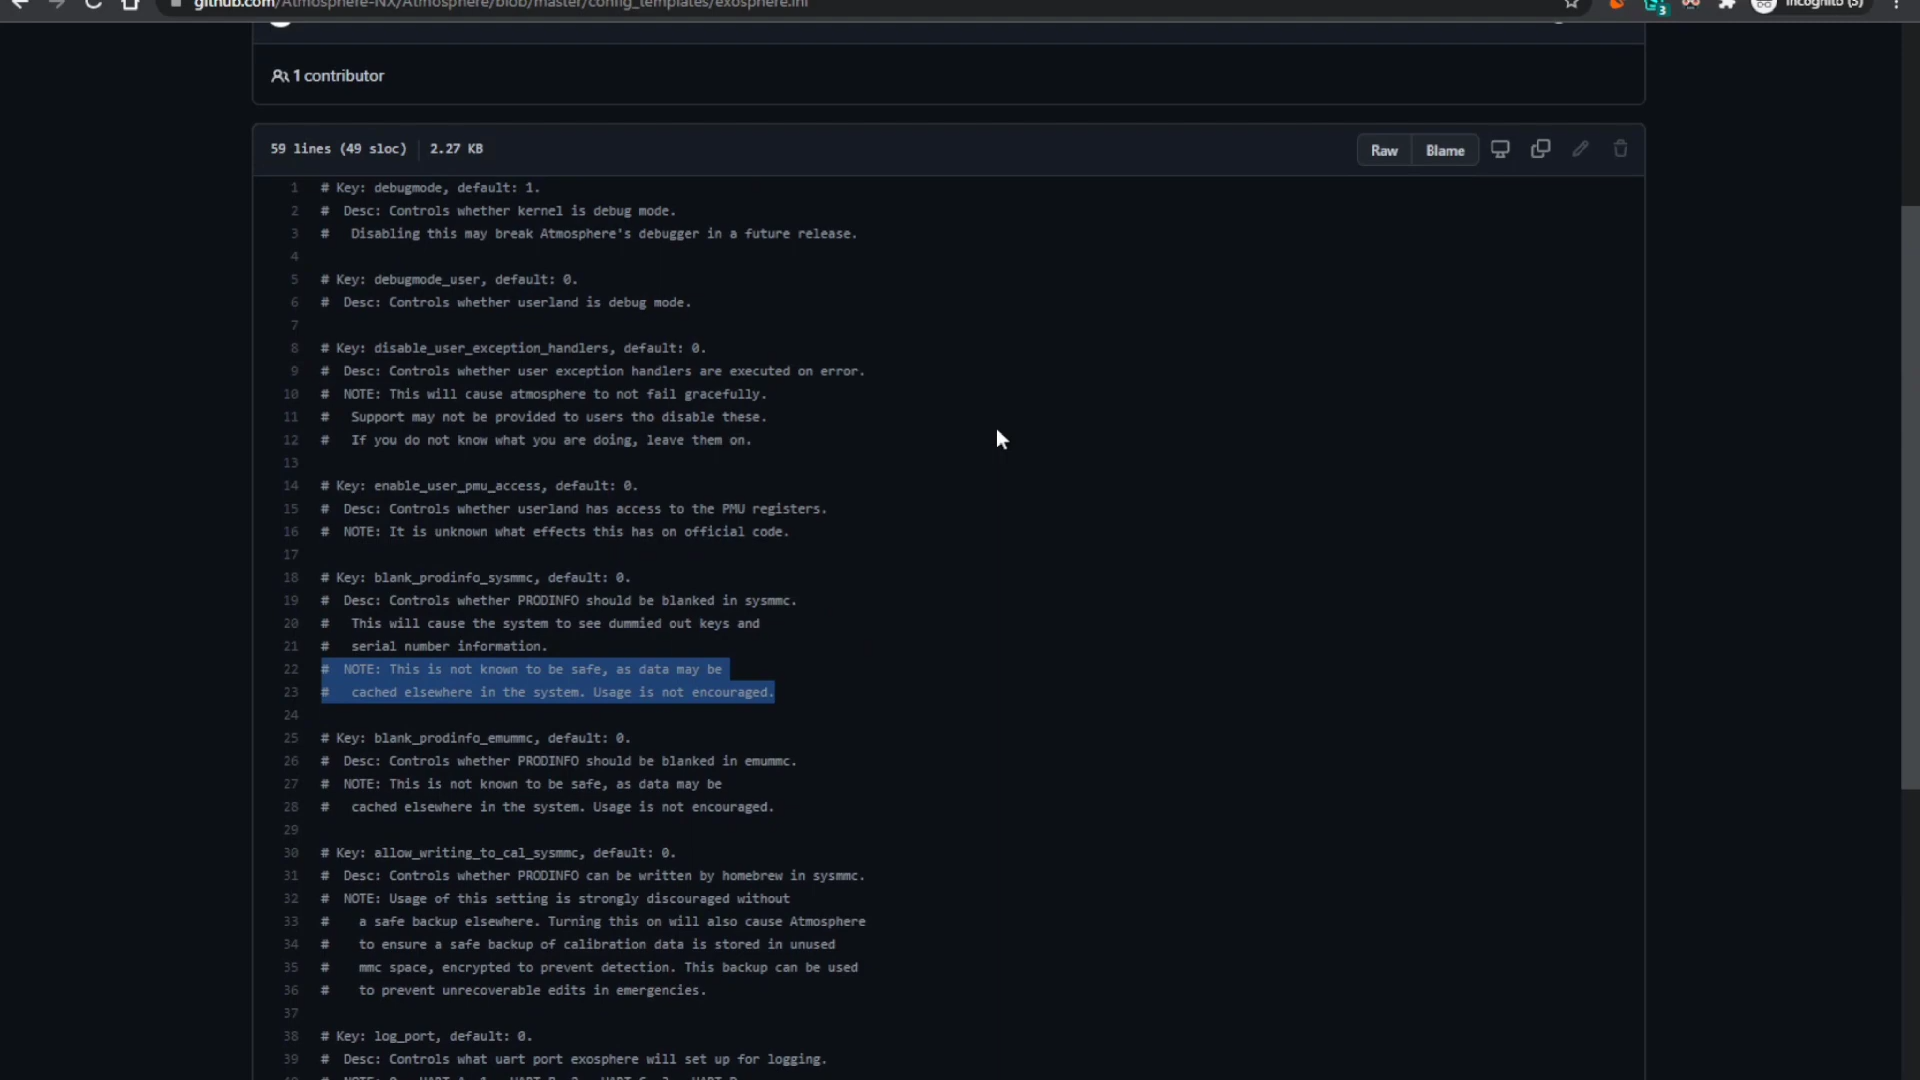 github.com/Atmosphere-NX/Atmosphere/blob/master/config_templates/exosphere.ini
3
Incognito (3)
1 contributor
59 lines (49 sloc) 2.27 KB
Raw Blame
1 # Key: debugmode, default: 1.
2 # Desc: Controls whether kernel is debug mode.
3 # Disabling this may break Atmosphere's debugger in a future release.
4
5 # Key: debugmode_user, default: 0.
6 # Desc: Controls whether userland is debug mode.
7
8 # Key: disable_user_exception_handlers, default: 0.
9 # Desc: Controls whether user exception handlers are executed on error.
10 # NOTE: This will cause atmosphere to not fail gracefully.
11 # Support may not be provided to users tho disable these.
12 # If you do not know what you are doing, leave them on.
13
14 # Key: enable_user_pmu_access, default: 0.
15 # Desc: Controls whether userland has access to the PMU registers.
16 # NOTE: It is unknown what effects this has on official code.
17
18 # Key: blank_prodinfo_sysmmc, default: 0.
19 # Desc: Controls whether PRODINFO should be blanked in sysmmc.
20 # This will cause the system to see dummied out keys and
21 # serial number information.
22 # NOTE: This is not known to be safe, as data may be
23 # cached elsewhere in the system. Usage is not encouraged.
24
25 # Key: blank_prodinfo_emummc, default: 0.
26 # Desc: Controls whether PRODINFO should be blanked in emummc.
27 # NOTE: This is not known to be safe, as data may be
28 # cached elsewhere in the system. Usage is not encouraged.
29
30 # Key: allow_writing_to_cal_sysmmc, default: 0.
31 # Desc: Controls whether PRODINFO can be written by homebrew in sysmmc.
32 # NOTE: Usage of this setting is strongly discouraged without
33 # a safe backup elsewhere. Turning this on will also cause Atmosphere
34 # to ensure a safe backup of calibration data is stored in unused
35 # mmc space, encrypted to prevent detection. This backup can be used
36 # to prevent unrecoverable edits in emergencies.
37
38 # Key: log_port, default: 0.
39 # Desc: Controls what uart port exosphere will set up for logging.